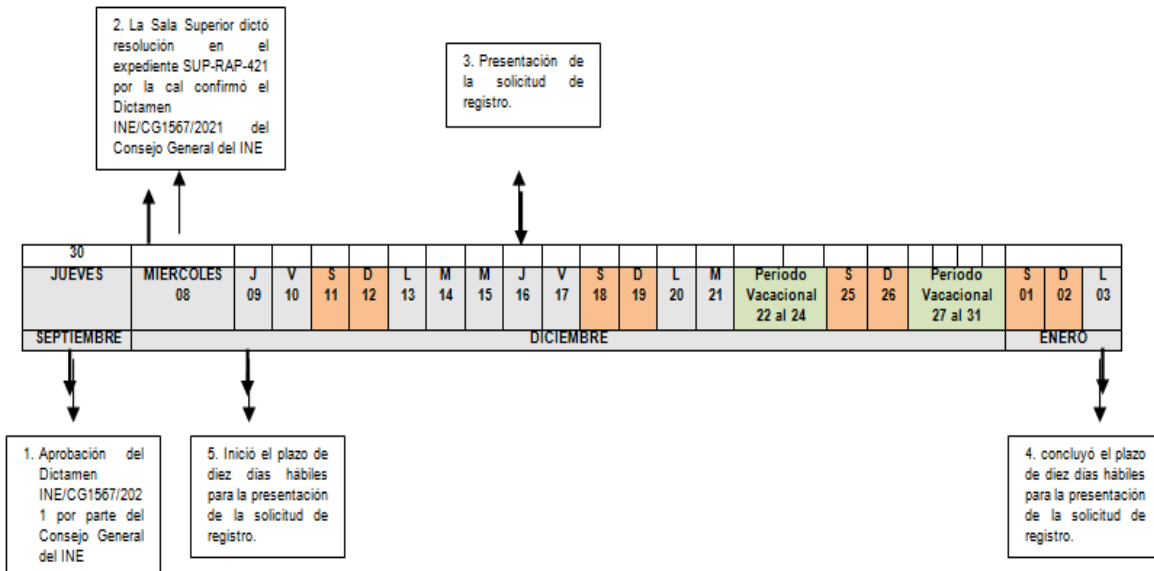 2. La Sala Superior dictó
resolución en el
expediente SUP-RAP-421
por la cal confirmó el
Dictamen
INE/CG1567/2021 del
Consejo General del INE
3. Presentación de
la solicitud de
registro.
30
JUEVES MIERCOLES J V S D L M M J V S D L M Periodo S D Periodo S D L
08 09 10 11 12 13 14 15 16 17 18 19 20 21 Vacacional 25 26 Vacacional 01 02 03
22 al 24 27 al 31
SEPTIEMBRE DICIEMBRE ENERO
1. Aprobación del
Dictamen
INE/CG1567/202
1 por parte del
Consejo General
del INE
5. Inició el plazo de
diez días hábiles
para la presentación
de la solicitud de
registro.
4. concluyó el plazo
de diez días hábiles
para la presentación
de la solicitud de
registro.